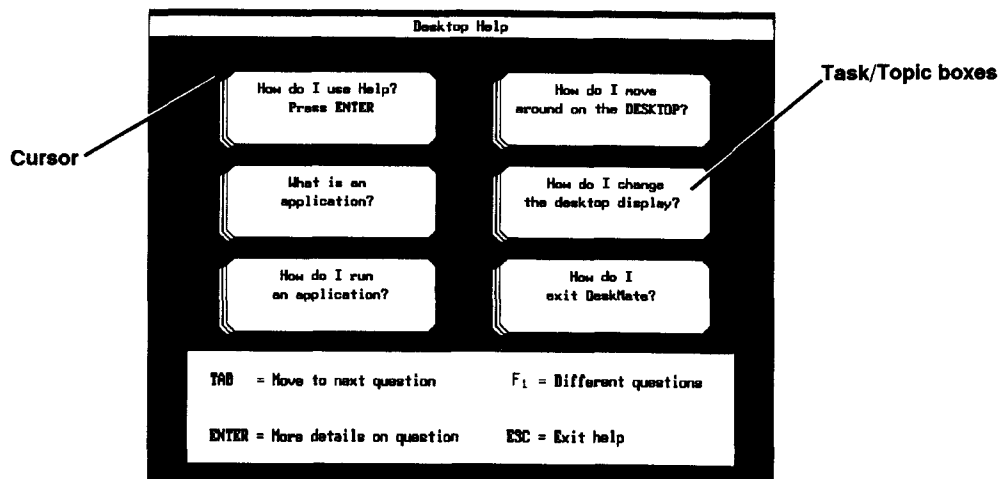 Desktop Help
Task/Topic boxes
How do I use Help?
Press ENTER
How do I move
around on the DESKTOP?
Cursor
What is an
application?
How do I change
the desktop display?
How do I run
an application?
How do I
exit DeskMate?
TAB = Move to next question
F1 = Different questions
ENTER = More details on question
ESC = Exit help